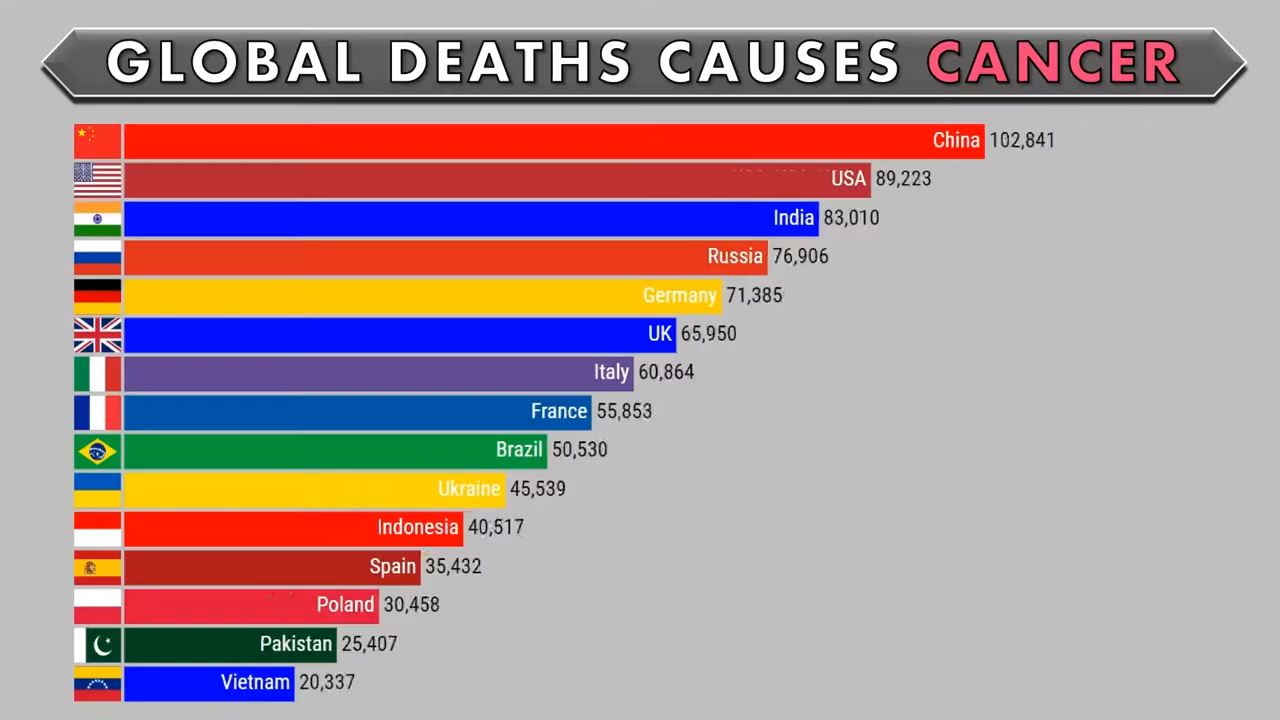 GLOBAL DEATHS CAUSES CANCER
China 102,841
USA 89,223
India 83,010
Russia 76,906
Germany 71,385
UK 65,950
Italy 60,864
France 55,853
Brazil 50,530
Ukraine 45,539
Indonesia 40,517
Spain 35,432
Poland 30,458
Pakistan 25,407
Vietnam 20,337